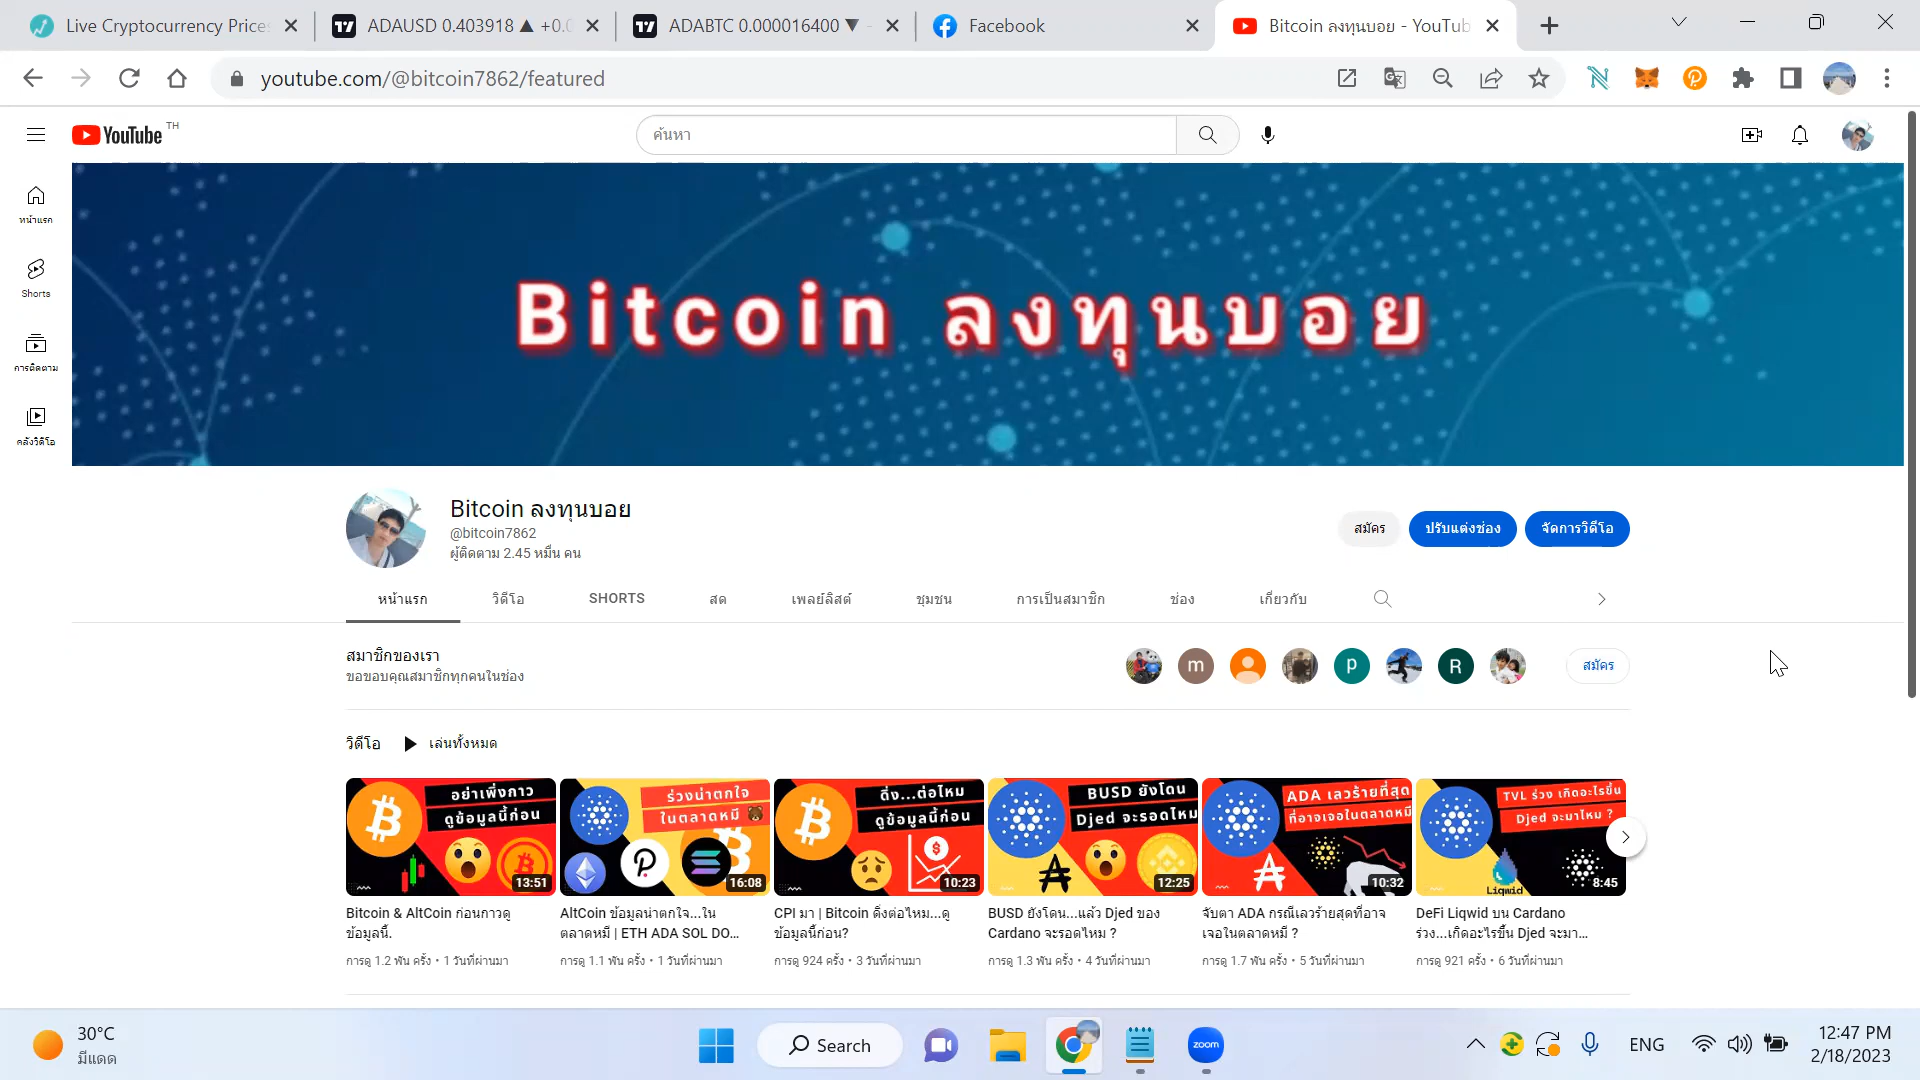 Live Cryptocurrency Prices
ADAUSD 0.403918 ▲ +0.0
ADABTC 0.000016400 ▼ -
Facebook
Bitcoin ลงทุนบอย - YouTub
youtube.com/@bitcoin7862/featured
YouTube TH
ค้นหา
หน้าแรก
Shorts
การติดตาม
คลังวิดีโอ
Bitcoin ลงทุนบอย
Bitcoin ลงทุนบอย
@bitcoin7862
ผู้ติดตาม 2.45 หมื่น คน
สมัคร
ปรับแต่งช่อง
จัดการวิดีโอ
หน้าแรก วิดีโอ SHORTS สด เพลย์ลิสต์ ชุมชน การเป็นสมาชิก ช่อง เกี่ยวกับ
สมาชิกของเรา
ขอขอบคุณสมาชิกทุกคนในช่อง
m p R
สมัคร
วิดีโอ ▶ เล่นทั้งหมด
อย่าเพิ่งกาว
ดูข้อมูลนี้ก่อน
13:51
Bitcoin & AltCoin ก่อนกาวดู
ข้อมูลนี้.
การดู 1.2 พัน ครั้ง • 1 วันที่ผ่านมา
ร่วงน่าตกใจ
ในตลาดหมี
16:08
AltCoin ข้อมูลน่าตกใจ...ใน
ตลาดหมี | ETH ADA SOL DO...
การดู 1.1 พัน ครั้ง • 1 วันที่ผ่านมา
ดิ่ง...ต่อไหม
ดูข้อมูลนี้ก่อน
10:23
CPI มา | Bitcoin ดิ่งต่อไหม...ดู
ข้อมูลนี้ก่อน?
การดู 924 ครั้ง • 3 วันที่ผ่านมา
BUSD ยังโดน
Djed จะรอดไหม
12:25
BUSD ยังโดน...แล้ว Djed ของ
Cardano จะรอดไหม ?
การดู 1.3 พัน ครั้ง • 4 วันที่ผ่านมา
ADA เลวร้ายที่สุด
ที่อาจเจอในตลาดหมี
10:32
จับตา ADA กรณีเลวร้ายสุดที่อาจ
เจอในตลาดหมี ?
การดู 1.7 พัน ครั้ง • 5 วันที่ผ่านมา
TVL ร่วง เกิดอะไรขึ้น
Djed จะมาไหม ?
Liqwid
8:45
DeFi Liqwid บน Cardano
ร่วง...เกิดอะไรขึ้น Djed จะมา...
การดู 921 ครั้ง • 6 วันที่ผ่านมา
30°C
มีแดด
Search
zoom
ENG
12:47 PM
2/18/2023